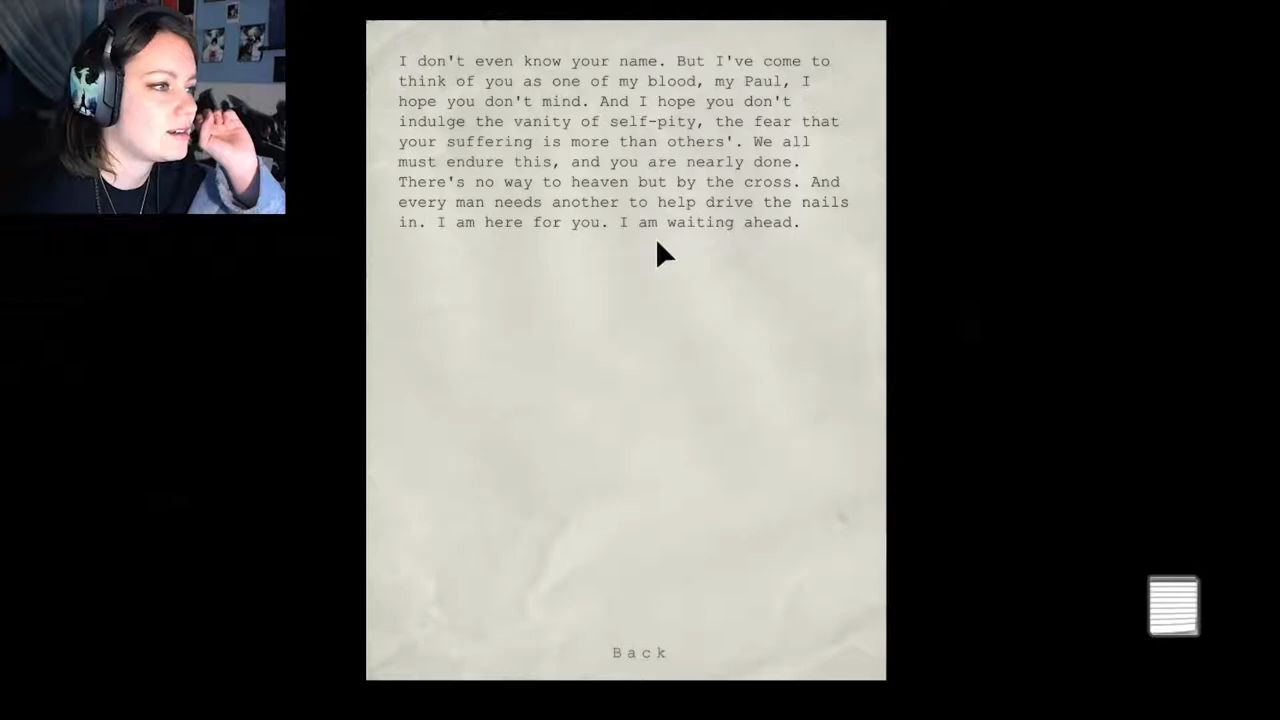 I don't even know your name. But I've come to
think of you as one of my blood, my Paul, I
hope you don't mind. And I hope you don't
indulge the vanity of self-pity, the fear that
your suffering is more than others'. We all
must endure this, and you are nearly done.
There's no way to heaven but by the cross. And
every man needs another to help drive the nails
in. I am here for you. I am waiting ahead.
Back